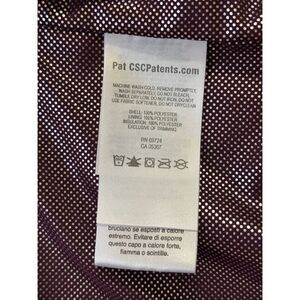 Pat CSCPatents.com
MACHINE WASH COLD, REMOVE PROMPTLY,
WASH SEPARATELY, DO NOT BLEACH,
TUMBLE DRY LOW, DO NOT IRON, DO NOT
USE FABRIC SOFTENER, DO NOT DRYCLEAN
SHELL: 100% POLYESTER
LINING: 100% POLYESTER
INSULATION: 100% POLYESTER
EXCLUSIVE OF TRIMMING
RN 69724
CA 05367
bruciano se esposti a calore
estremo. Evitare di esporre
questo capo a calore forte,
fiamma o scintille.